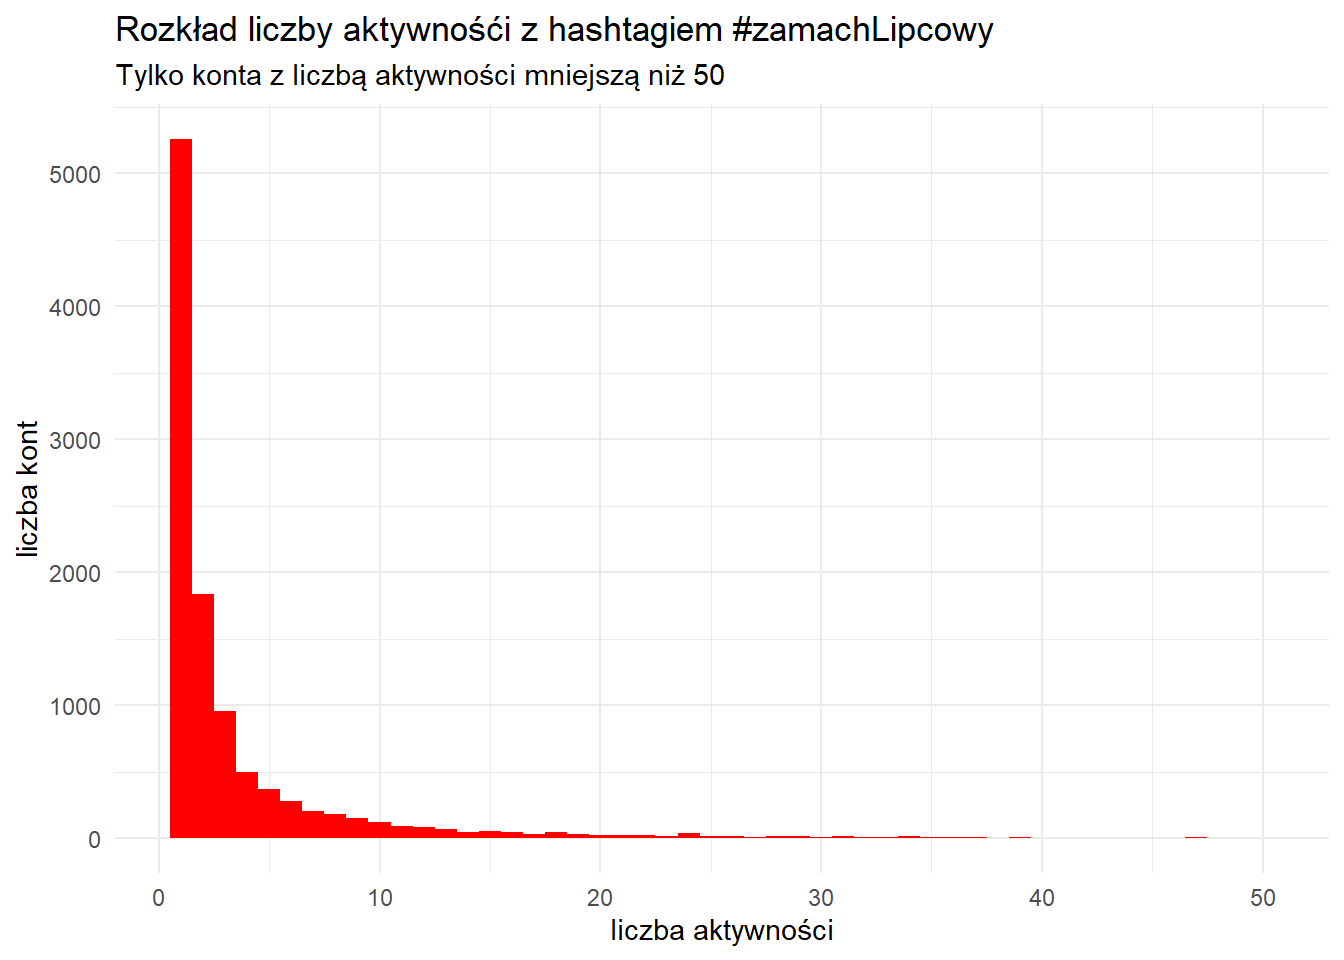 Rozkład liczby aktywnośći z hashtagiem #zamachLipcowy
Tylko konta z liczbą aktywności mniejszą niż 50
5000
4000
3000
2000
1000
0
liczba kont
0 10 20 30 40 50
liczba aktywności